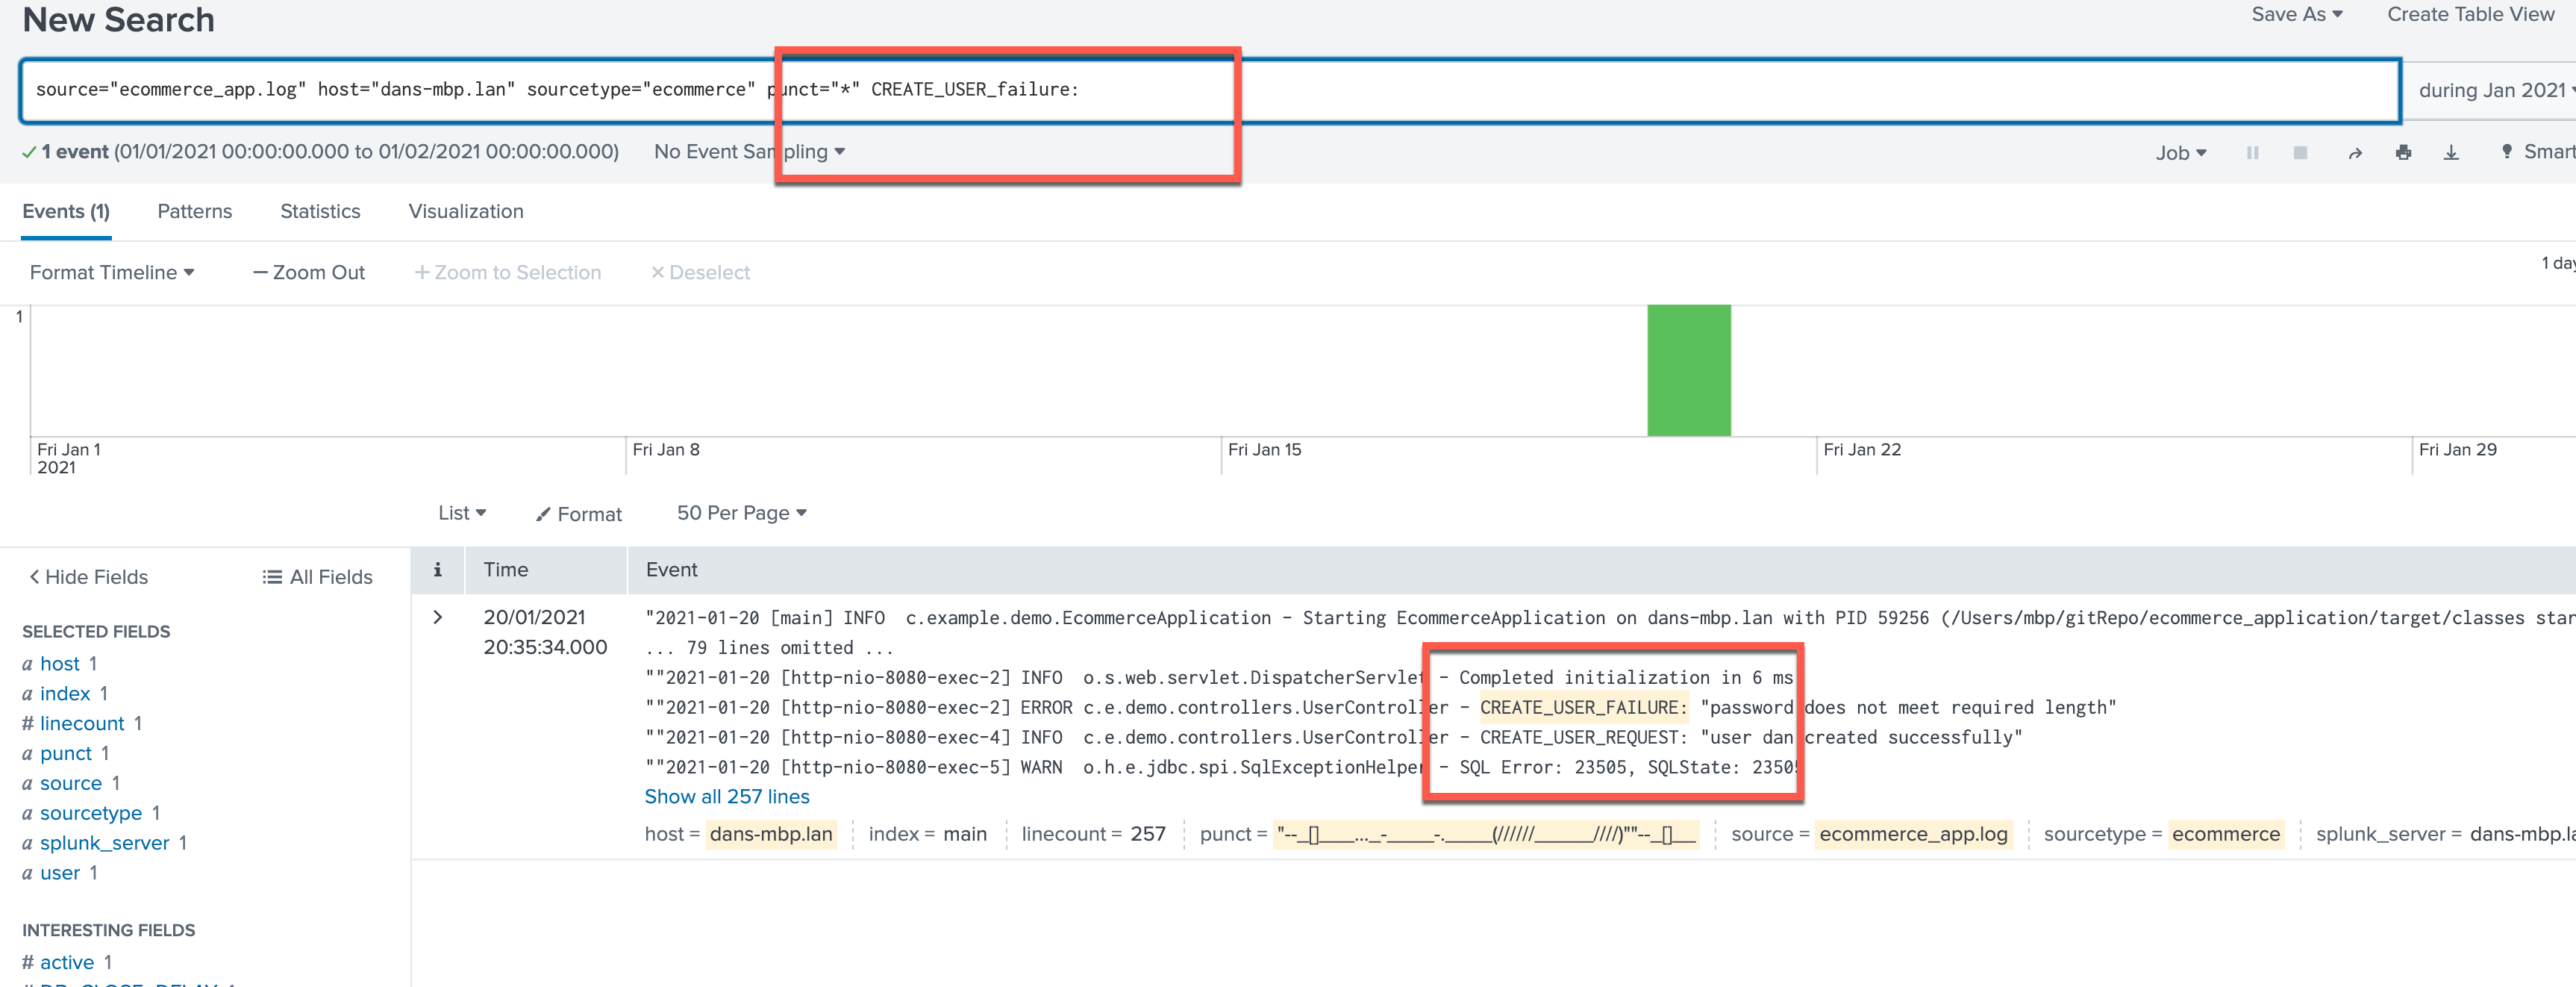 New Search
Save As
Create Table View
source="ecommerce_app.log" host="dans-mbp.lan" sourcetype="ecommerce" punct="*" CREATE_USER_failure:
during Jan 2021
1 event (01/01/2021 00:00:00.000 to 01/02/2021 00:00:00.000)
No Event Sampling
Job
Smart
Events (1)
Patterns
Statistics
Visualization
Format Timeline
— Zoom Out
+ Zoom to Selection
× Deselect
1 day
1
Fri Jan 1
2021
Fri Jan 8
Fri Jan 15
Fri Jan 22
Fri Jan 29
List
Format
50 Per Page
< Hide Fields
All Fields
i
Time
Event
SELECTED FIELDS
a host 1
a index 1
# linecount 1
a punct 1
a source 1
a sourcetype 1
a splunk_server 1
a user 1
INTERESTING FIELDS
# active 1
>
20/01/2021
20:35:34.000
"2021-01-20 [main] INFO  c.example.demo.EcommerceApplication - Starting EcommerceApplication on dans-mbp.lan with PID 59256 (/Users/mbp/gitRepo/ecommerce_application/target/classes star
... 79 lines omitted ...
""2021-01-20 [http-nio-8080-exec-2] INFO  o.s.web.servlet.DispatcherServlet - Completed initialization in 6 ms
""2021-01-20 [http-nio-8080-exec-2] ERROR c.e.demo.controllers.UserController - CREATE_USER_FAILURE: "password does not meet required length"
""2021-01-20 [http-nio-8080-exec-4] INFO  c.e.demo.controllers.UserController - CREATE_USER_REQUEST: "user dan created successfully"
""2021-01-20 [http-nio-8080-exec-5] WARN  o.h.e.jdbc.spi.SqlExceptionHelper - SQL Error: 23505, SQLState: 23505
Show all 257 lines
host = dans-mbp.lan
index = main
linecount = 257
punct =
source = ecommerce_app.log
sourcetype = ecommerce
splunk_server = dans-mbp.la